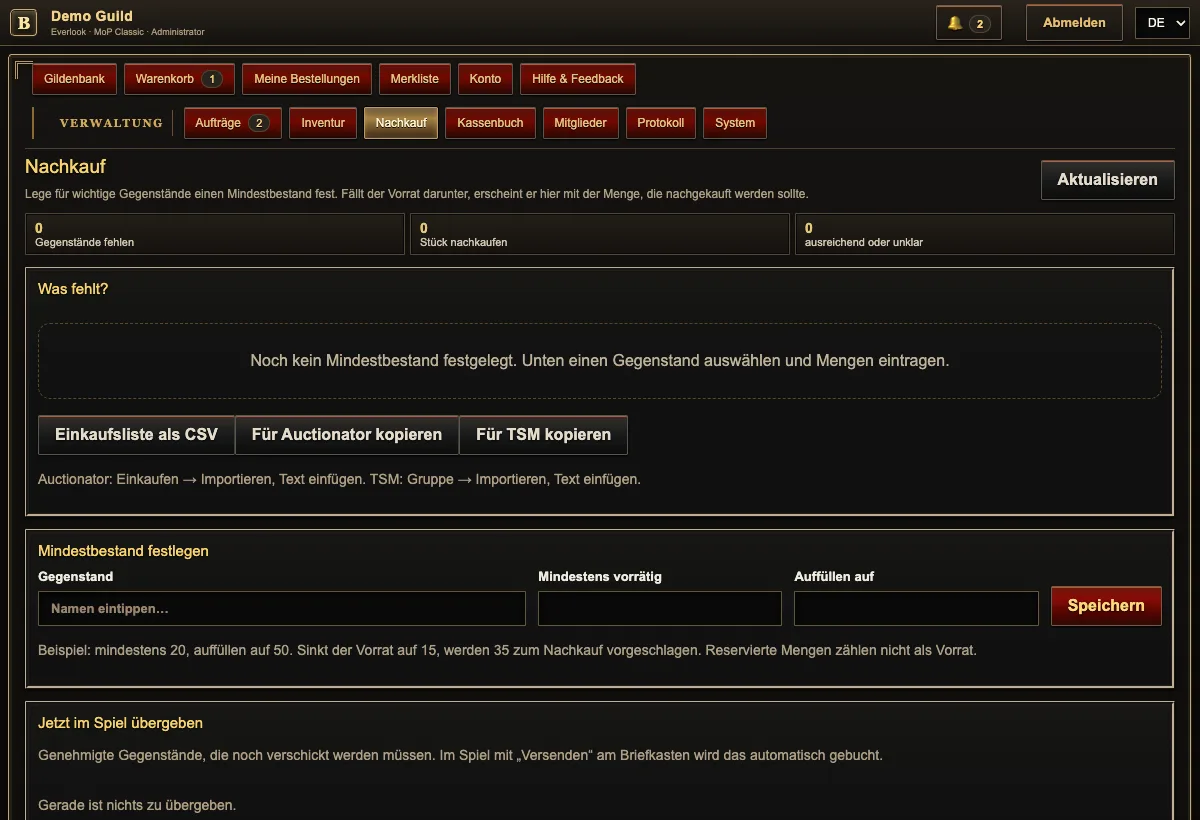 B
Demo Guild
Everlook · MoP Classic · Administrator
2
Abmelden
DE
Gildenbank
Warenkorb 1
Meine Bestellungen
Merkliste
Konto
Hilfe & Feedback
VERWALTUNG
Aufträge 2
Inventur
Nachkauf
Kassenbuch
Mitglieder
Protokoll
System
Nachkauf
Lege für wichtige Gegenstände einen Mindestbestand fest. Fällt der Vorrat darunter, erscheint er hier mit der Menge, die nachgekauft werden sollte.
Aktualisieren
0
Gegenstände fehlen
0
Stück nachkaufen
0
ausreichend oder unklar
Was fehlt?
Noch kein Mindestbestand festgelegt. Unten einen Gegenstand auswählen und Mengen eintragen.
Einkaufsliste als CSV
Für Auctionator kopieren
Für TSM kopieren
Auctionator: Einkaufen → Importieren, Text einfügen. TSM: Gruppe → Importieren, Text einfügen.
Mindestbestand festlegen
Gegenstand
Mindestens vorrätig
Auffüllen auf
Namen eintippen…
Speichern
Beispiel: mindestens 20, auffüllen auf 50. Sinkt der Vorrat auf 15, werden 35 zum Nachkauf vorgeschlagen. Reservierte Mengen zählen nicht als Vorrat.
Jetzt im Spiel übergeben
Genehmigte Gegenstände, die noch verschickt werden müssen. Im Spiel mit „Versenden“ am Briefkasten wird das automatisch gebucht.
Gerade ist nichts zu übergeben.